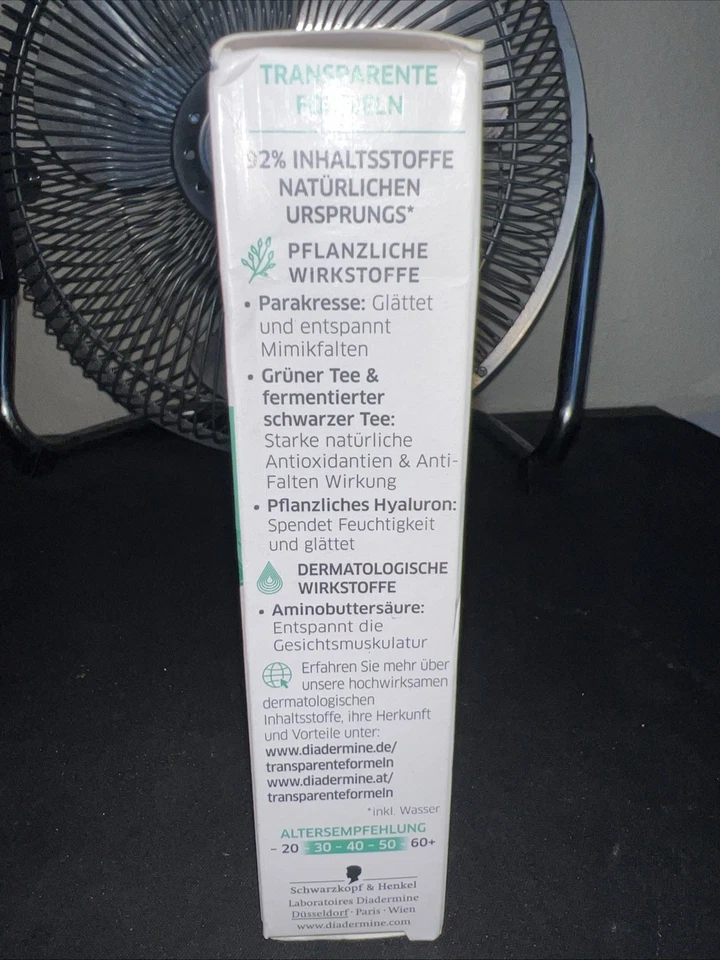 TRANSPARENTE
FORMELN
92% INHALTSSTOFFE
NATÜRLICHEN
URSPRUNGS*
PFLANZLICHE
WIRKSTOFFE
• Parakresse: Glättet
und entspannt
Mimikfalten
• Grüner Tee &
fermentierter
schwarzer Tee:
Starke natürliche
Antioxidantien & Anti-
Falten Wirkung
• Pflanzliches Hyaluron:
Spendet Feuchtigkeit
und glättet
DERMATOLOGISCHE
WIRKSTOFFE
• Aminobuttersäure:
Entspannt die
Gesichtsmuskulatur
Erfahren Sie mehr über
unsere hochwirksamen
dermatologischen
Inhaltsstoffe, ihre Herkunft
und Vorteile unter:
www.diadermine.de/
transparenteformeln
www.diadermine.at/
transparenteformeln
*inkl. Wasser
ALTERSEMPFEHLUNG
- 20 - 30 - 40 - 50 - 60+
Schwarzkopf & Henkel
Laboratoires Diadermine
Düsseldorf · Paris · Wien
www.diadermine.com